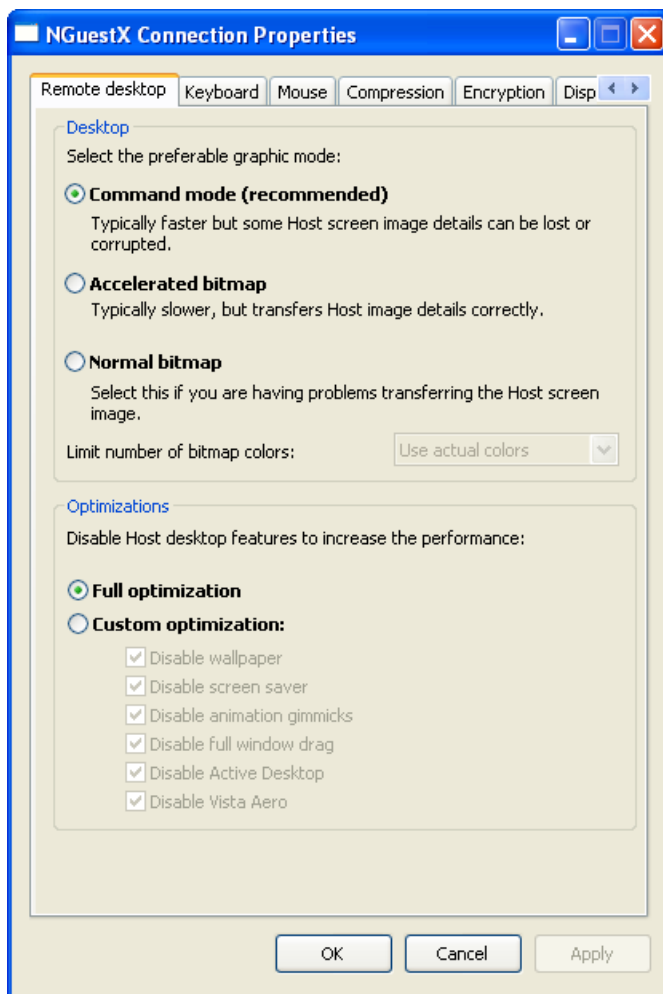 NGuestX Connection Properties
Remote desktop Keyboard Mouse Compression Encryption Disp
Desktop
Select the preferable graphic mode:
Command mode (recommended)
Typically faster but some Host screen image details can be lost or
corrupted.
Accelerated bitmap
Typically slower, but transfers Host image details correctly.
Normal bitmap
Select this if you are having problems transferring the Host screen
image.
Limit number of bitmap colors: Use actual colors
Optimizations
Disable Host desktop features to increase the performance:
Full optimization
Custom optimization:
Disable wallpaper
Disable screen saver
Disable animation gimmicks
Disable full window drag
Disable Active Desktop
Disable Vista Aero
OK Cancel Apply